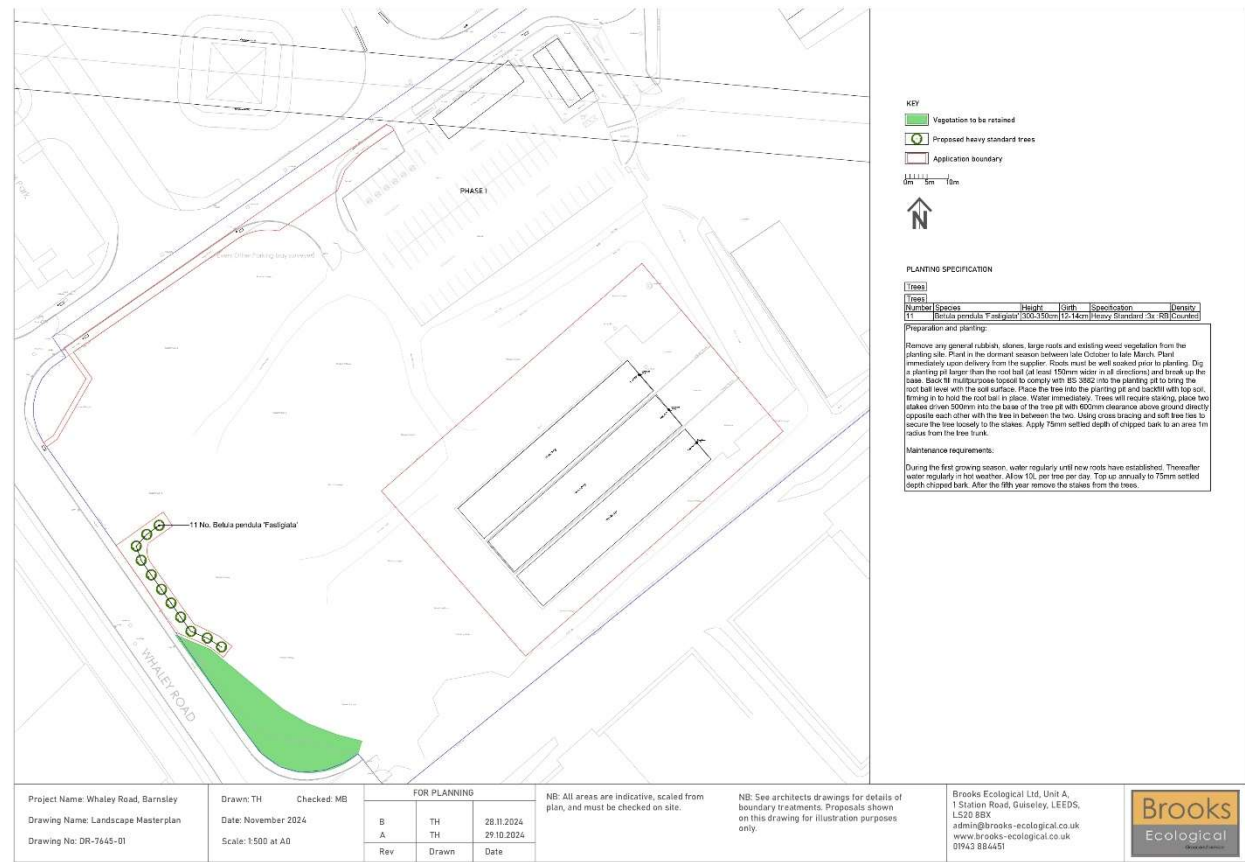 PHASE 1
11 No. Betula pendula 'Fastigiata'
WHALEY ROAD
KEY
Vegetation to be retained
Proposed heavy standard trees
Application boundary
0m 5m 10m
N
PLANTING SPECIFICATION
Trees
Trees
Number Species Height Girth Specification Density
11 Betula pendula 'Fastigiata' 300-350cm 12-14cm Heavy Standard :3x :RB Counted
Preparation and planting:
Remove any general rubbish, stones, large roots and existing weed vegetation from the
planting site. Plant in the dormant season between late October to late March. Plant
immediately upon delivery from the supplier. Roots must be well soaked prior to planting. Dig
a planting pit larger than the root ball (at least 150mm wider in all directions) and break up the
base. Back fill multipurpose topsoil to comply with BS 3882 into the planting pit to bring the
root ball level with the soil surface. Place the tree into the planting pit and backfill with top soil,
firming in to hold the root ball in place. Water immediately. Trees will require staking, place two
stakes driven 500mm into the base of the tree pit with 600mm clearance above ground directly
opposite each other with the tree in between the two. Using cross bracing and soft tree ties to
secure the tree loosely to the stakes. Apply 75mm settled depth of chipped bark to an area 1m
radius from the tree trunk.
Maintenance requirements.
During the first growing season, water regularly until new roots have established. Thereafter
water regularly in hot weather. Allow 10L per tree per day. Top up annually to 75mm settled
depth chipped bark. After the fifth year remove the stakes from the trees.
Project Name: Whaley Road, Barnsley
Drawing Name: Landscape Masterplan
Drawing No: DR-7645-01
Drawn: TH Checked: MB
Date: November 2024
Scale: 1:500 at A0
FOR PLANNING
B TH 28.11.2024
A TH 29.10.2024
Rev Drawn Date
NB: All areas are indicative, scaled from
plan, and must be checked on site.
NB: See architects drawings for details of
boundary treatments. Proposals shown
on this drawing for illustration purposes
only.
Brooks Ecological Ltd, Unit A,
1 Station Road, Guiseley, LEEDS,
LS20 8BX
admin@brooks-ecological.co.uk
www.brooks-ecological.co.uk
01943 884451
Brooks
Ecological